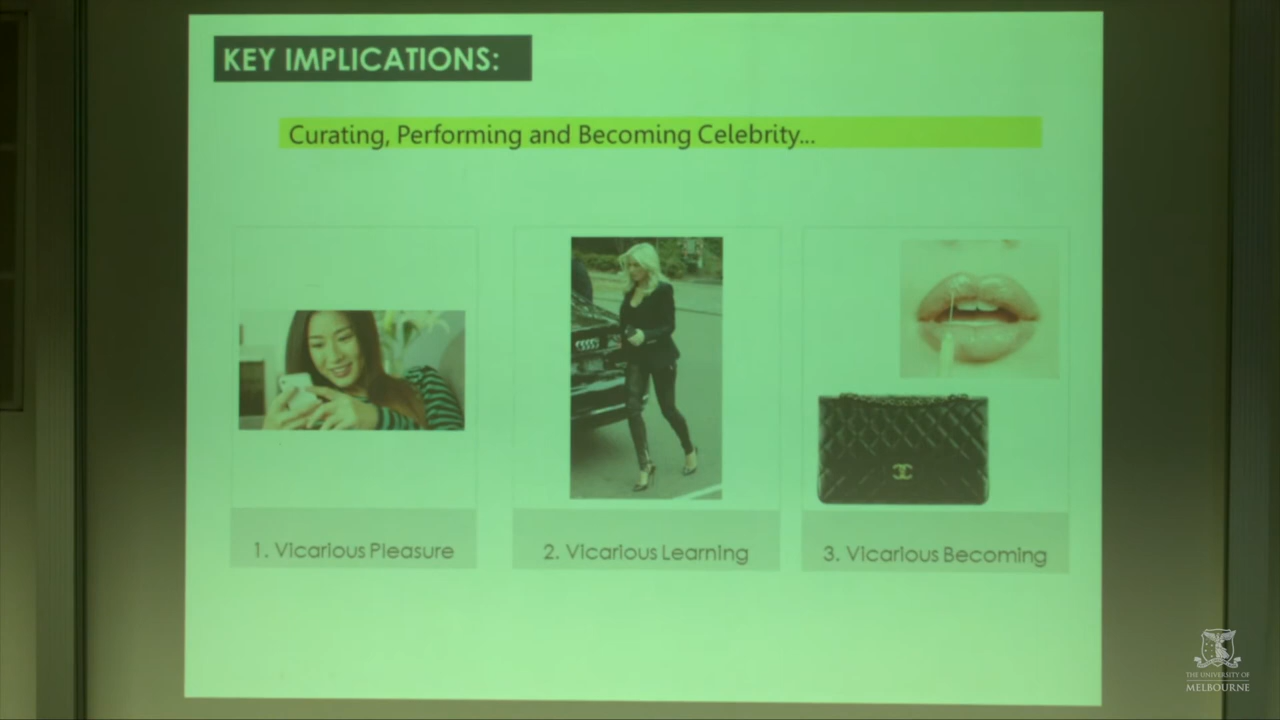 KEY IMPLICATIONS:
Curating, Performing and Becoming Celebrity...
1. Vicarious Pleasure
2. Vicarious Learning
3. Vicarious Becoming
THE UNIVERSITY OF
MELBOURNE